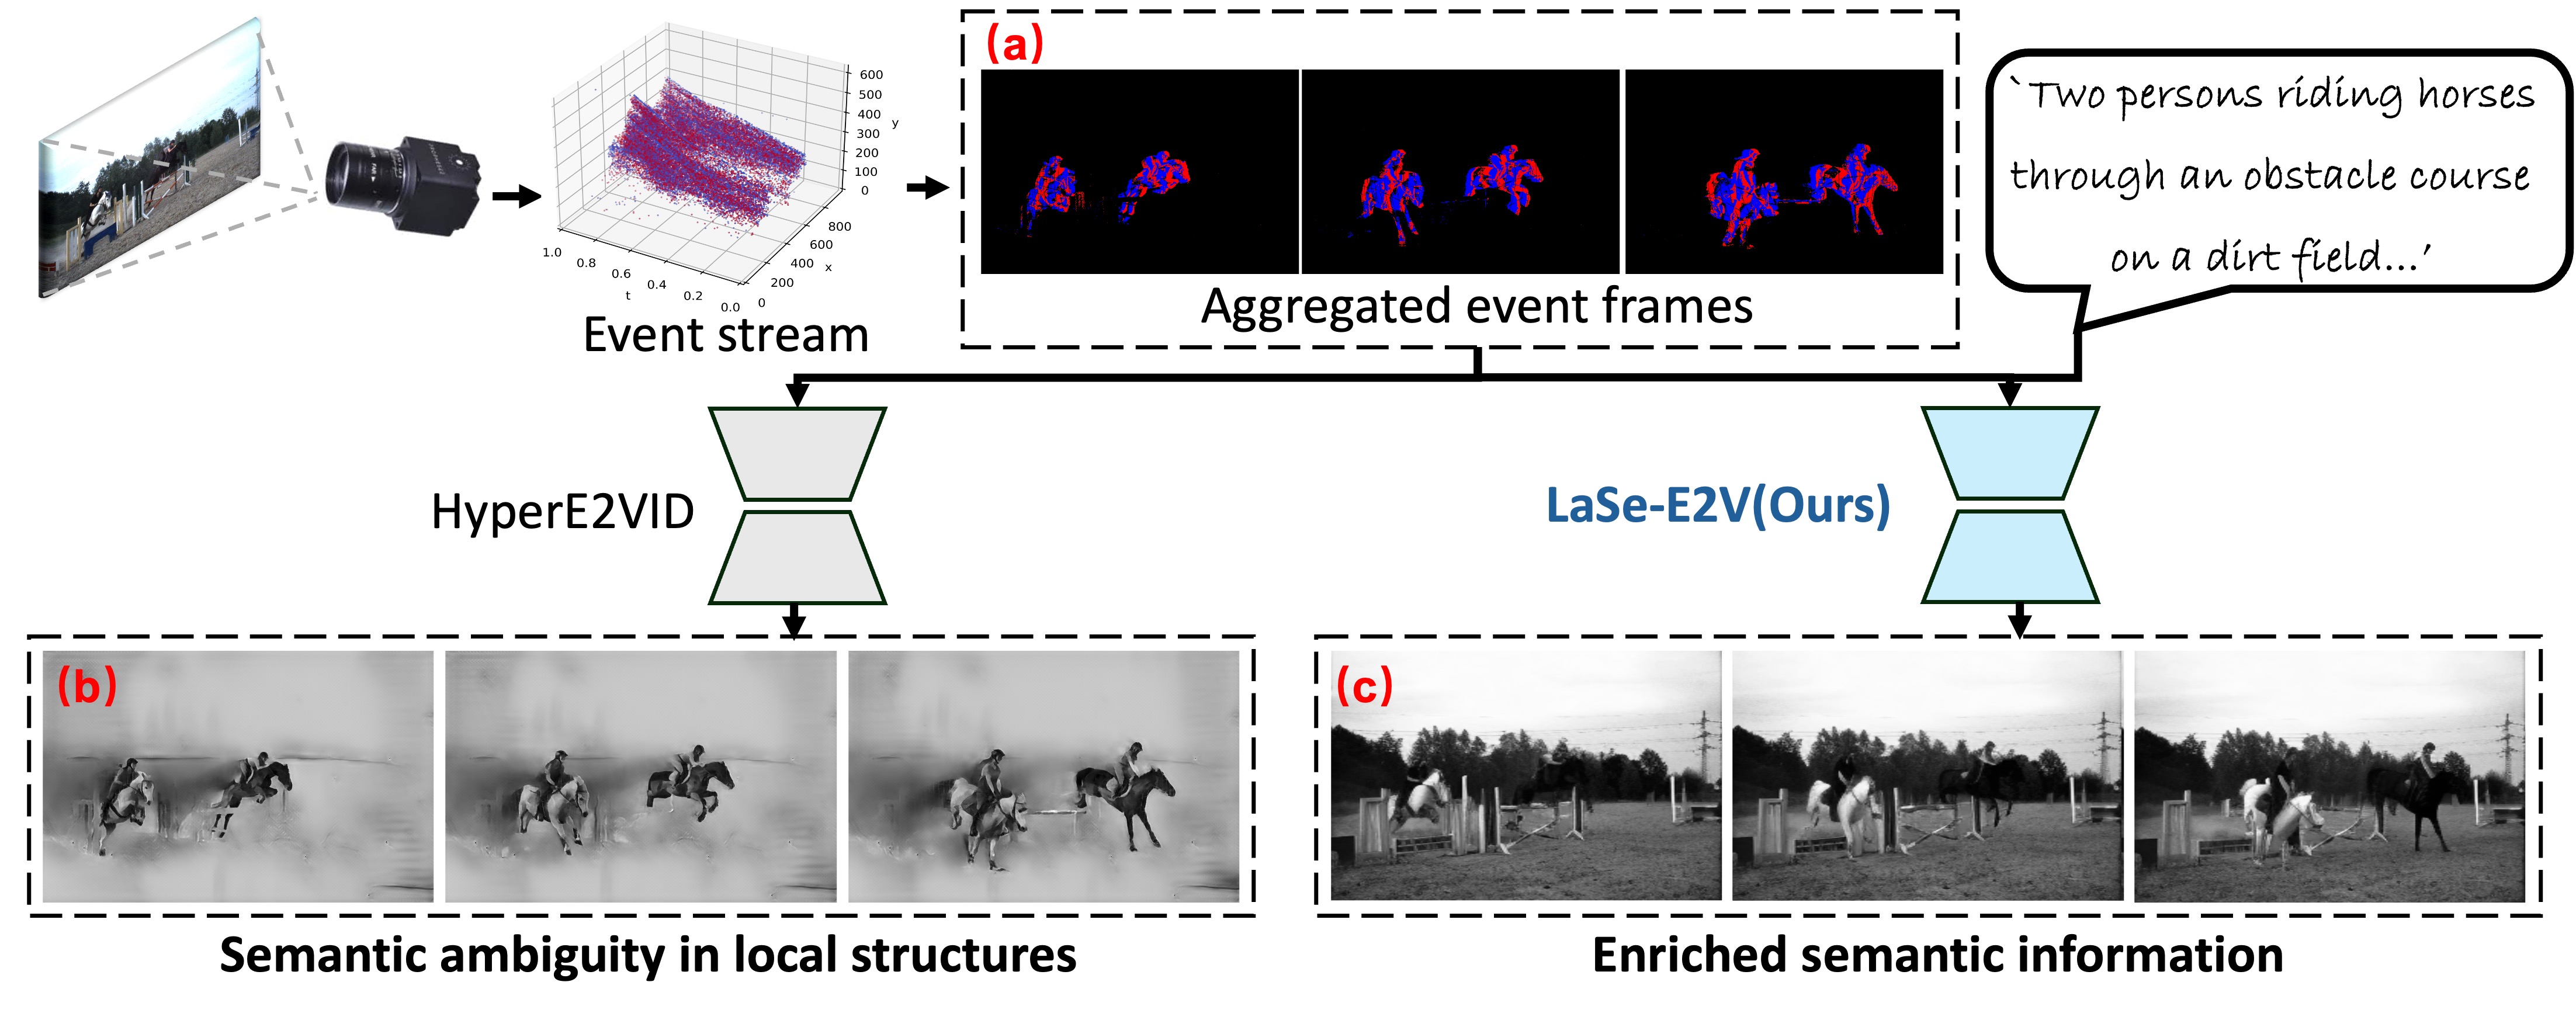 (a)
`Two persons riding horses
through an obstacle course
on a dirt field...'
600
500
400
300
200
100
0
y
800
600
400
200
0
x
1.0
0.8
0.6
0.4
0.2
0.0
t
Event stream
Aggregated event frames
HyperE2VID
LaSe-E2V(Ours)
(b)
(c)
Semantic ambiguity in local structures
Enriched semantic information